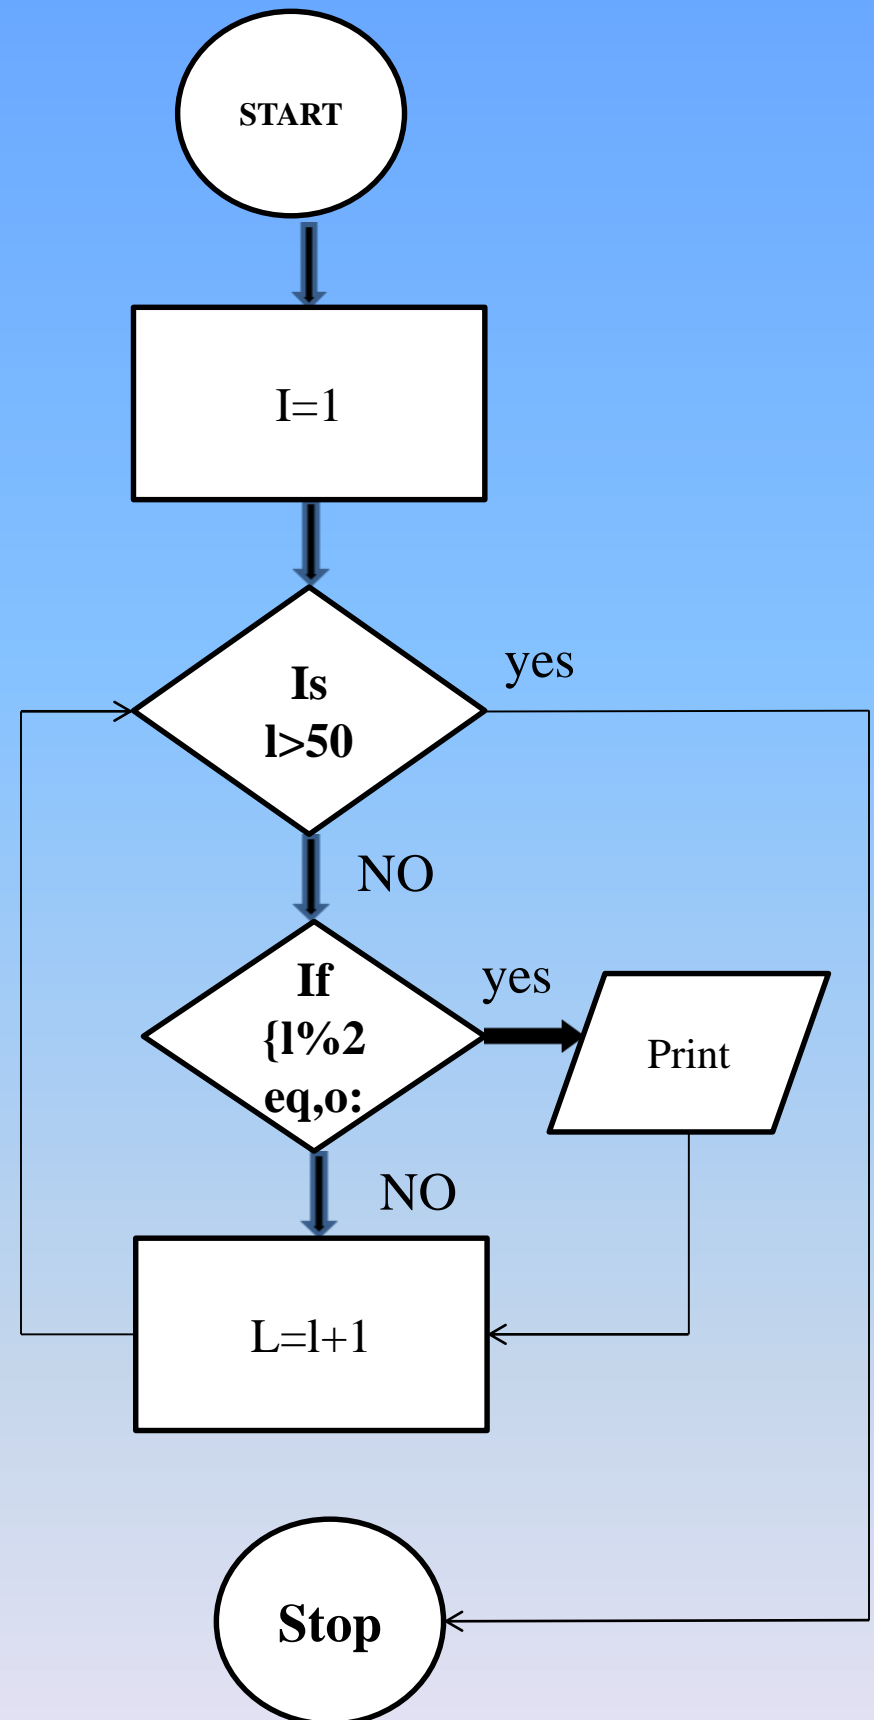 START
I=1
Is
l>50
yes
NO
If
{l%2
eq,o:
yes
Print
NO
L=l+1
Stop